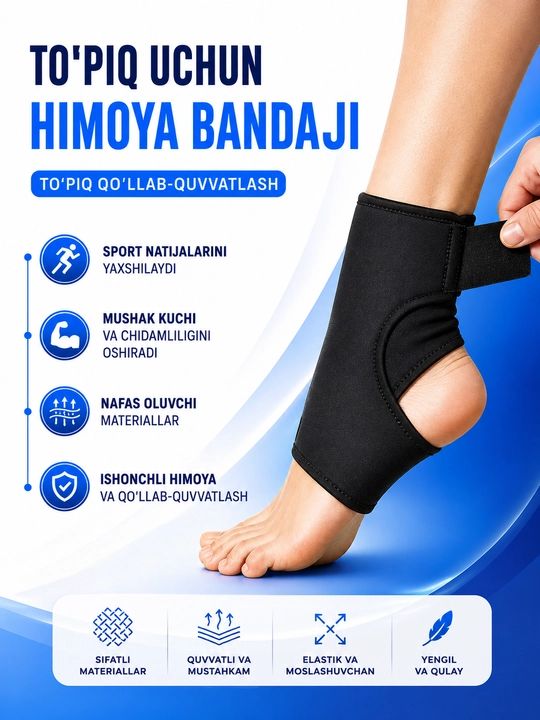 TO'PIQ UCHUN
HIMOYA BANDAJI
TO'PIQ QO'LLAB-QUVVATLASH
SPORT NATIJALARINI
YAXSHILAYDI
MUSHAK KUCHI
VA CHIDAMLILIGINI
OSHIRADI
NAFAS OLUVCHI
MATERIALLAR
ISHONCHLI HIMOYA
VA QO'LLAB-QUVVATLASH
SIFATLI
MATERIALLAR
QUVVATLI VA
MUSTAHKAM
ELASTIK VA
MOSLASHUVCHAN
YENGIL
VA QULAY